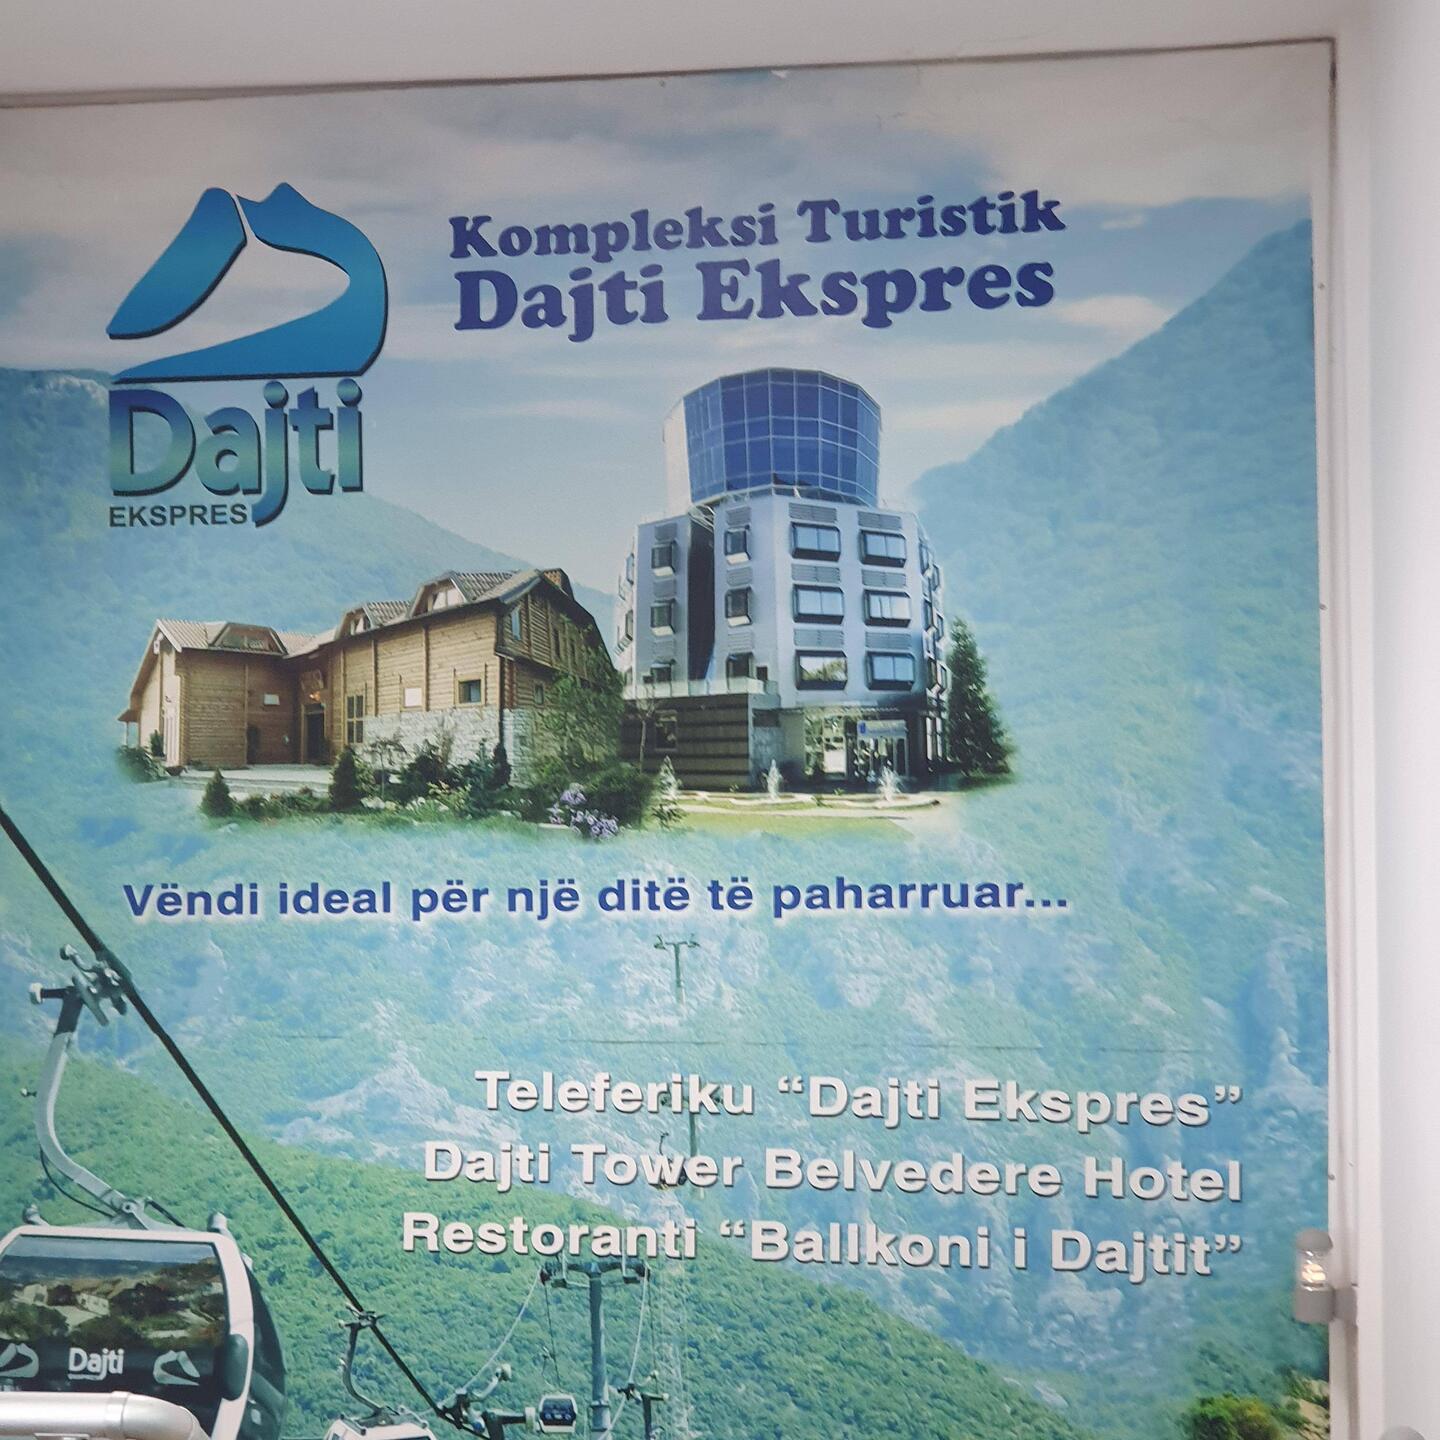 Kompleksi Turistik
Dajti Ekspres
Dajti
EKSPRES
Vëndi ideal për një ditë të paharruar...
Teleferiku “Dajti Ekspres”
Dajti Tower Belvedere Hotel
Restoranti “Ballkoni i Dajtit”
Dajti